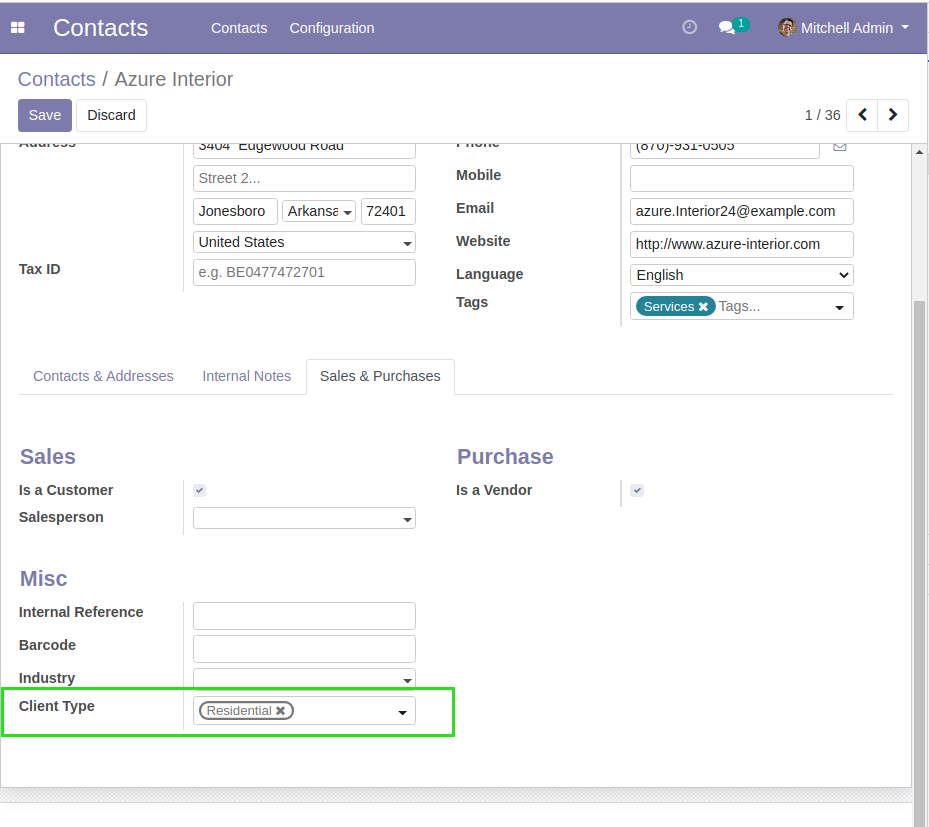 Contacts Contacts Configuration 1 Mitchell Admin
Contacts / Azure Interior
Save Discard 1 / 36
Address 3404 Edgewood Road Phone (870)-931-0505
Street 2... Mobile
Jonesboro Arkansa 72401 Email azure.Interior24@example.com
United States Website http://www.azure-interior.com
Tax ID e.g. BE0477472701 Language English
Tags Services Tags...
Contacts & Addresses Internal Notes Sales & Purchases
Sales Purchase
Is a Customer Is a Vendor
Salesperson
Misc
Internal Reference
Barcode
Industry
Client Type Residential